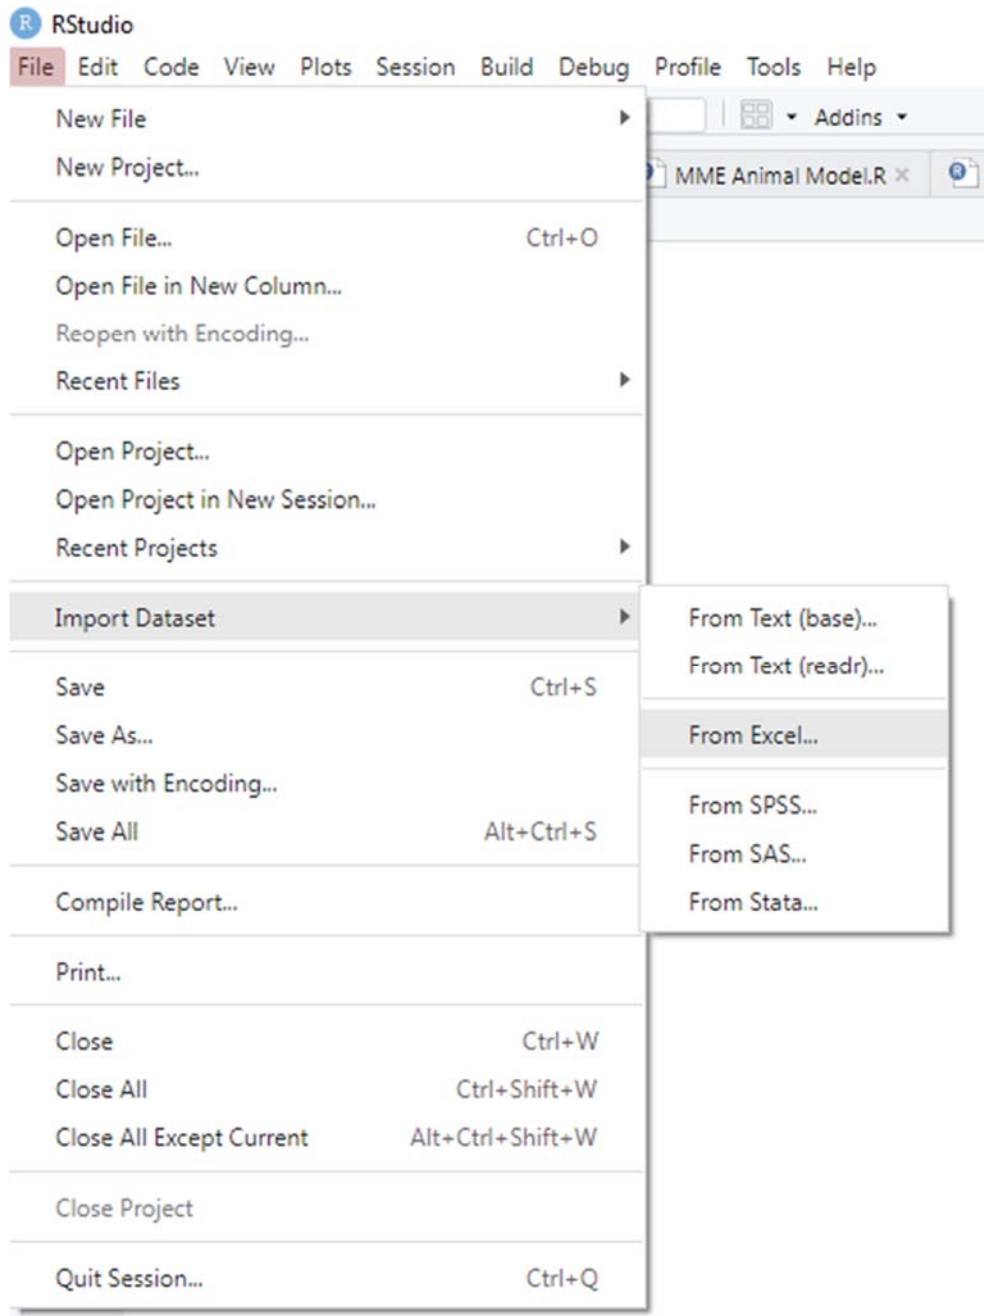 R RStudio
File Edit Code View Plots Session Build Debug Profile Tools Help
Addins
MME Animal Model.R
New File
New Project...
Open File... Ctrl+O
Open File in New Column...
Reopen with Encoding...
Recent Files
Open Project...
Open Project in New Session...
Recent Projects
Import Dataset
From Text (base)...
From Text (readr)...
From Excel...
From SPSS...
From SAS...
From Stata...
Save Ctrl+S
Save As...
Save with Encoding...
Save All Alt+Ctrl+S
Compile Report...
Print...
Close Ctrl+W
Close All Ctrl+Shift+W
Close All Except Current Alt+Ctrl+Shift+W
Close Project
Quit Session... Ctrl+Q